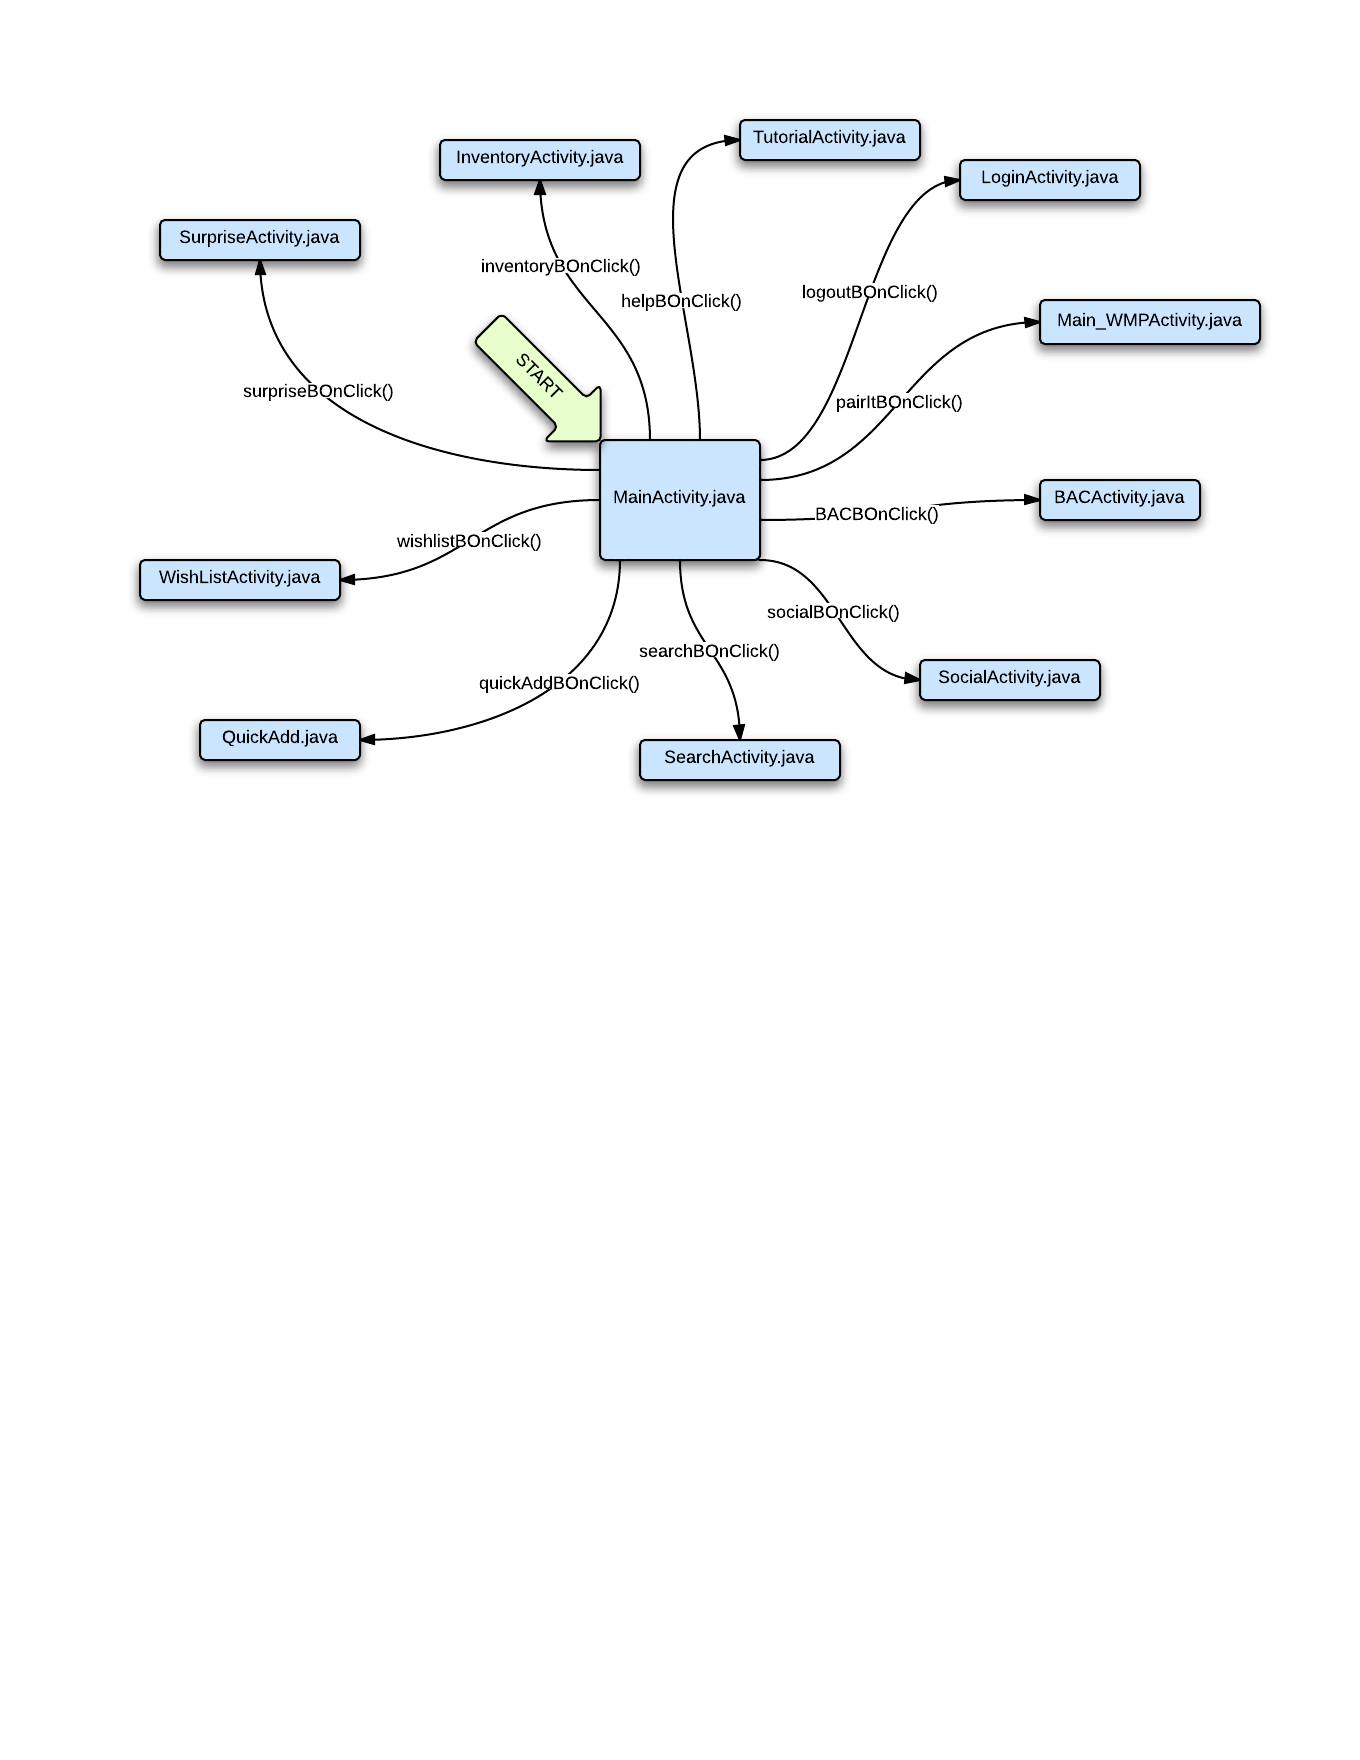 TutorialActivity.java
InventoryActivity.java
LoginActivity.java
SurpriseActivity.java
inventoryBOnClick()
logoutBOnClick()
helpBOnClick()
Main_WMPActivity.java
START
surpriseBOnClick()
pairItBOnClick()
MainActivity.java
BACActivity.java
BACBOnClick()
wishlistBOnClick()
WishListActivity.java
socialBOnClick()
searchBOnClick()
SocialActivity.java
quickAddBOnClick()
QuickAdd.java
SearchActivity.java